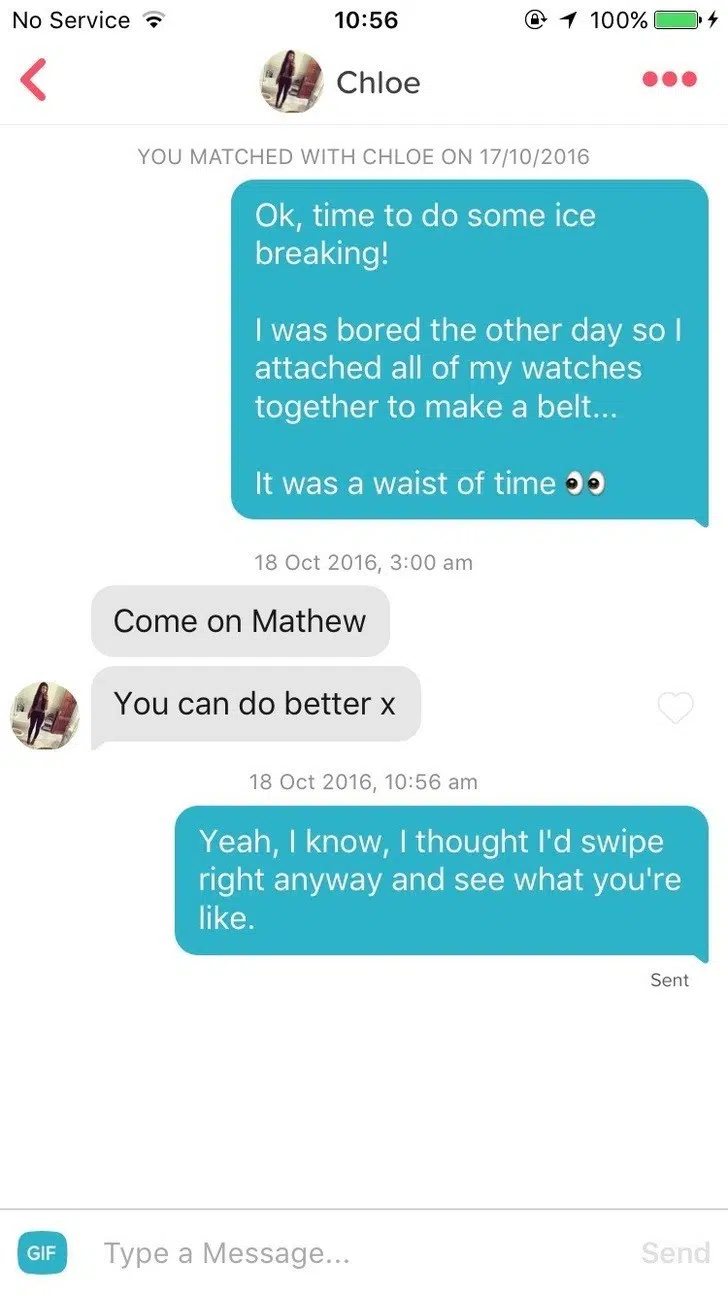 No Service 10:56 100%
Chloe
YOU MATCHED WITH CHLOE ON 17/10/2016
Ok, time to do some ice
breaking!
I was bored the other day so I
attached all of my watches
together to make a belt...
It was a waist of time 👀
18 Oct 2016, 3:00 am
Come on Mathew
You can do better x
18 Oct 2016, 10:56 am
Yeah, I know, I thought I'd swipe
right anyway and see what you're
like.
Sent
GIF Type a Message... Send